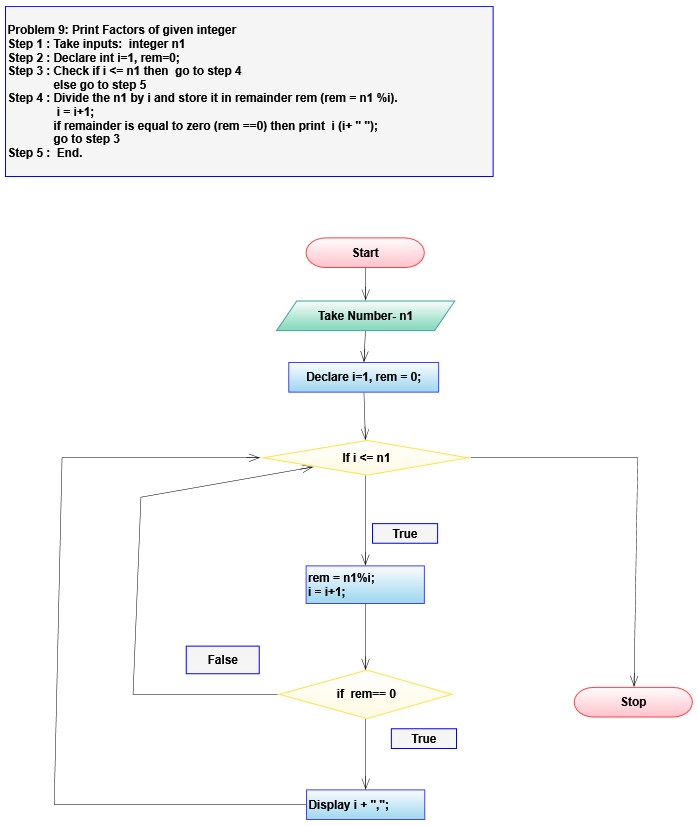 Problem 9: Print Factors of given integer
Step 1 : Take inputs:  integer n1
Step 2 : Declare int i=1, rem=0;
Step 3 : Check if i <= n1 then  go to step 4
else go to step 5
Step 4 : Divide the n1 by i and store it in remainder rem (rem = n1 %i).
i = i+1;
if remainder is equal to zero (rem ==0) then print  i (i+ " ");
go to step 3
Step 5 :  End.
Start
Take Number- n1
Declare i=1, rem = 0;
If i <= n1
True
rem = n1%i;
i = i+1;
False
if  rem== 0
Stop
True
Display i + ",";